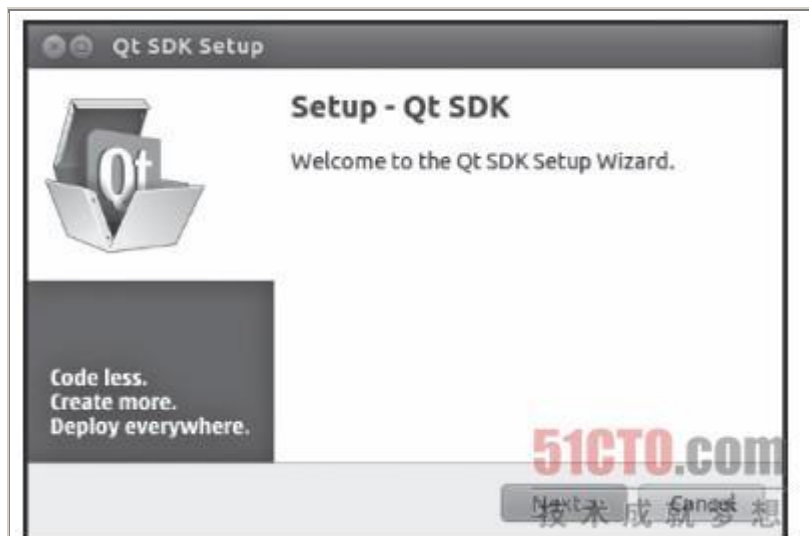 Qt SDK Setup
Setup - Qt SDK
Welcome to the Qt SDK Setup Wizard.
Qt
Code less.
Create more.
Deploy everywhere.
51CTO.com
Next >
Cancel
技术成就梦想